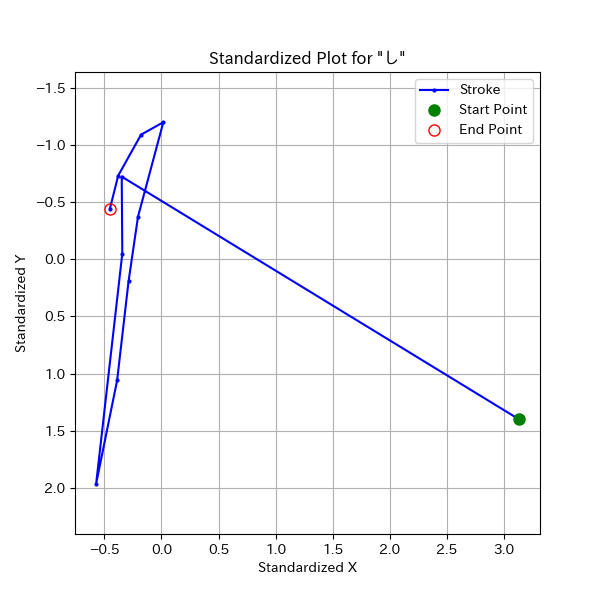 Standardized Plot for "し"
Stroke
Start Point
End Point
−1.5
−1.0
−0.5
0.0
0.5
1.0
1.5
2.0
Standardized Y
−0.5 0.0 0.5 1.0 1.5 2.0 2.5 3.0
Standardized X